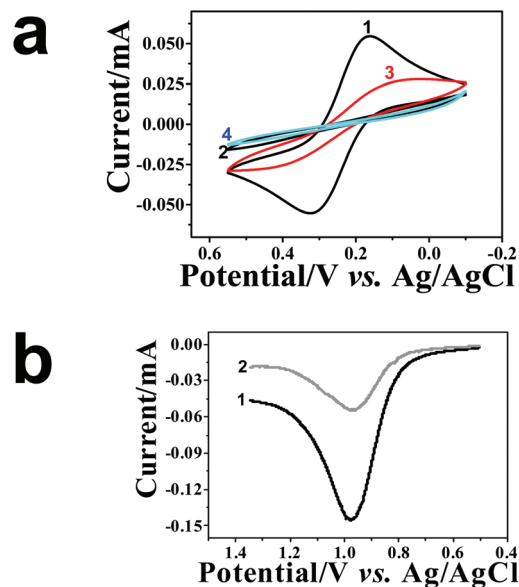 a
Current/mA
0.050
0.025
0.000
-0.025
-0.050
1
3
4
2
0.6 0.4 0.2 0.0 -0.2
Potential/V vs. Ag/AgCl
b
Current/mA
0.00
-0.03
-0.06
-0.09
-0.12
-0.15
2
1
1.4 1.2 1.0 0.8 0.6 0.4
Potential/V vs. Ag/AgCl